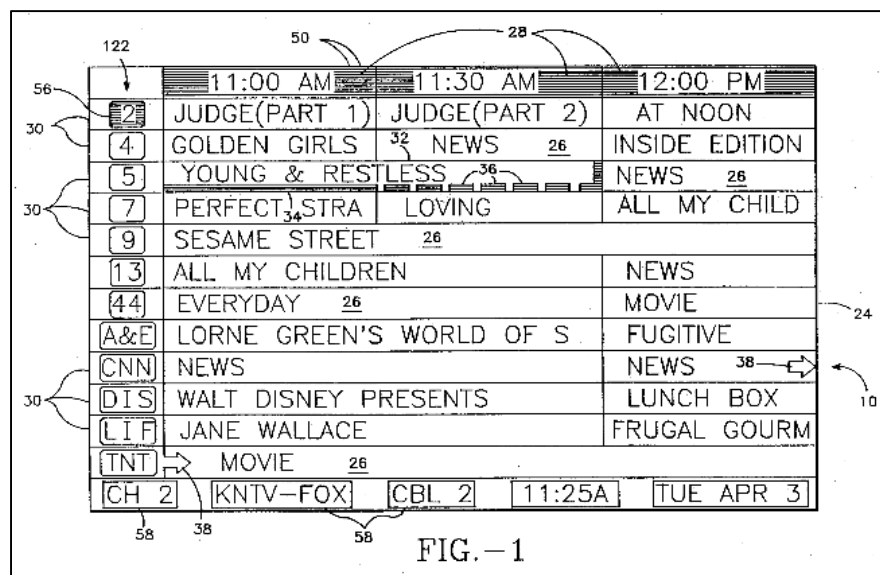 50 28
122
11:00 AM 11:30 AM 12:00 PM
56
2 JUDGE(PART 1) JUDGE(PART 2) AT NOON
30
4 GOLDEN GIRLS 32 NEWS 26 INSIDE EDITION
5 YOUNG & RESTLESS 36 NEWS 26
30
7 PERFECT STRA 34 LOVING ALL MY CHILD
9 SESAME STREET 26
13 ALL MY CHILDREN NEWS
44 EVERYDAY 26 MOVIE 24
A&E LORNE GREEN'S WORLD OF S FUGITIVE
CNN NEWS NEWS 38
30 DIS WALT DISNEY PRESENTS LUNCH BOX 10
LIF JANE WALLACE FRUGAL GOURM
TNT MOVIE 26
CH 2 KNTV-FOX CBL 2 11:25A TUE APR 3
58 38 58
FIG.-1